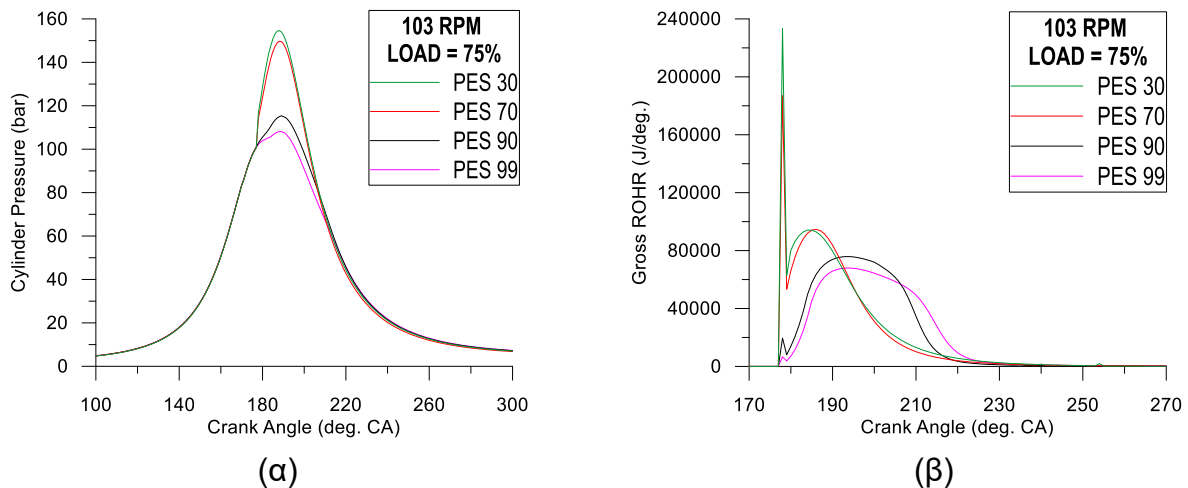 160
140
120
100
80
60
40
20
0
Cylinder Pressure (bar)
103 RPM
LOAD = 75%
PES 30
PES 70
PES 90
PES 99
100 140 180 220 260 300
Crank Angle (deg. CA)
(α)
240000
200000
160000
120000
80000
40000
0
Gross ROHR (J/deg.)
103 RPM
LOAD = 75%
PES 30
PES 70
PES 90
PES 99
170 190 210 230 250 270
Crank Angle (deg. CA)
(β)